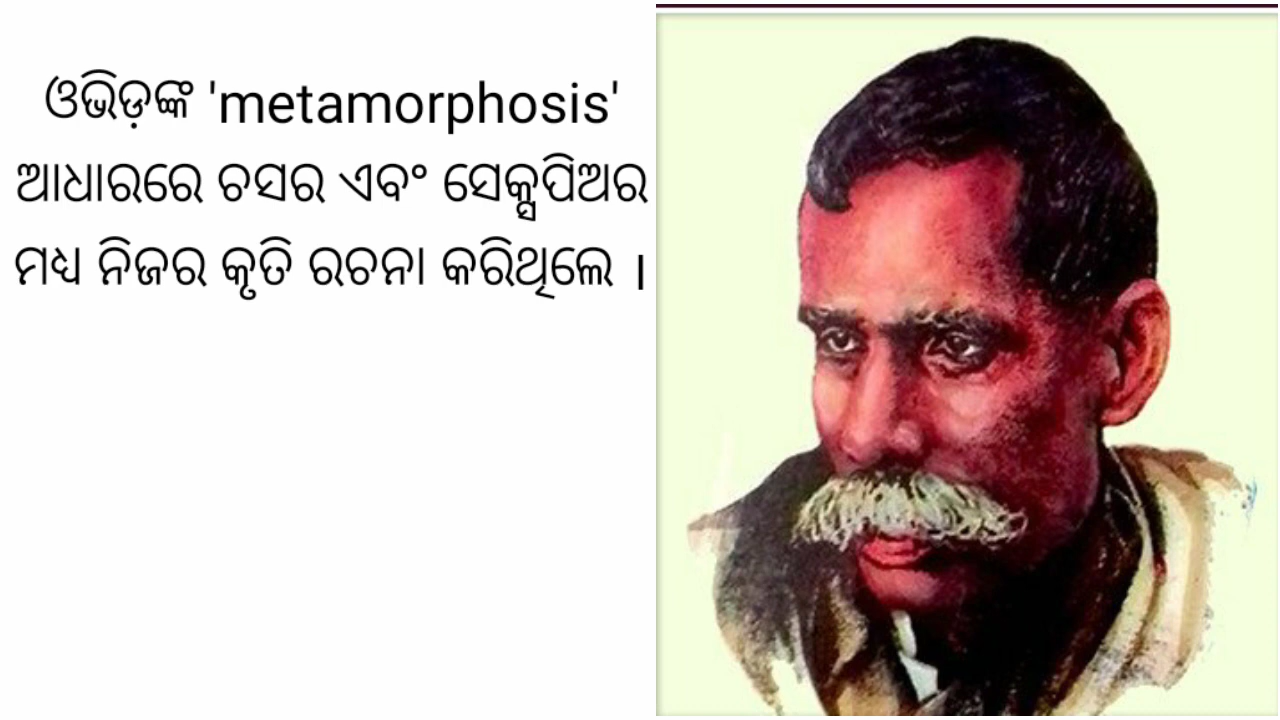 ଓଭିଡ଼ଙ୍କ 'metamorphosis'
ଆଧାରରେ ଚସର ଏବଂ ସେକ୍ସପିଅର
ମଧ୍ୟ ନିଜର କୃତି ରଚନା କରିଥିଲେ ।